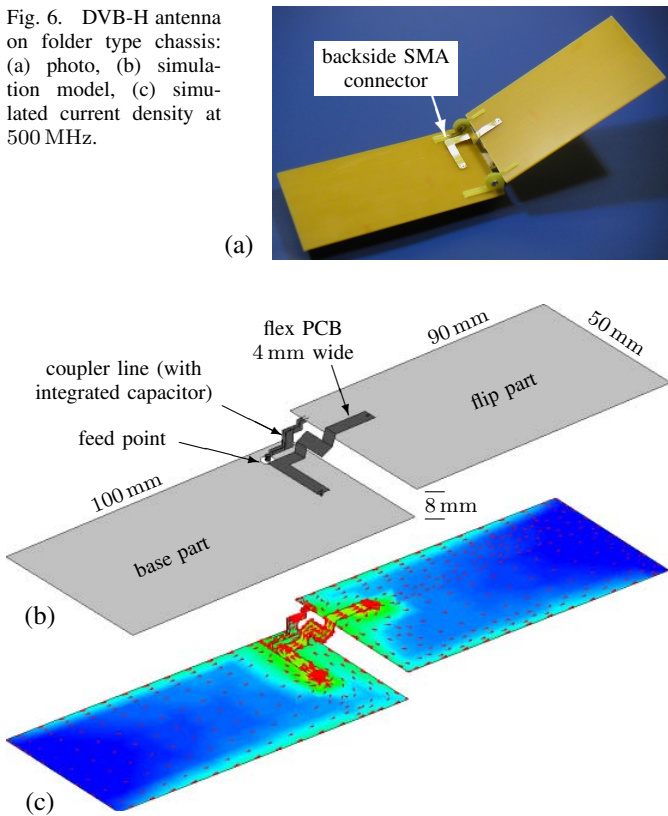 Fig. 6. DVB-H antenna
on folder type chassis:
(a) photo, (b) simula-
tion model, (c) simu-
lated current density at
500 MHz.
backside SMA
connector
(a)
flex PCB
4 mm wide
90 mm
50 mm
coupler line (with
integrated capacitor)
flip part
feed point
100 mm
8 mm
base part
(b)
(c)